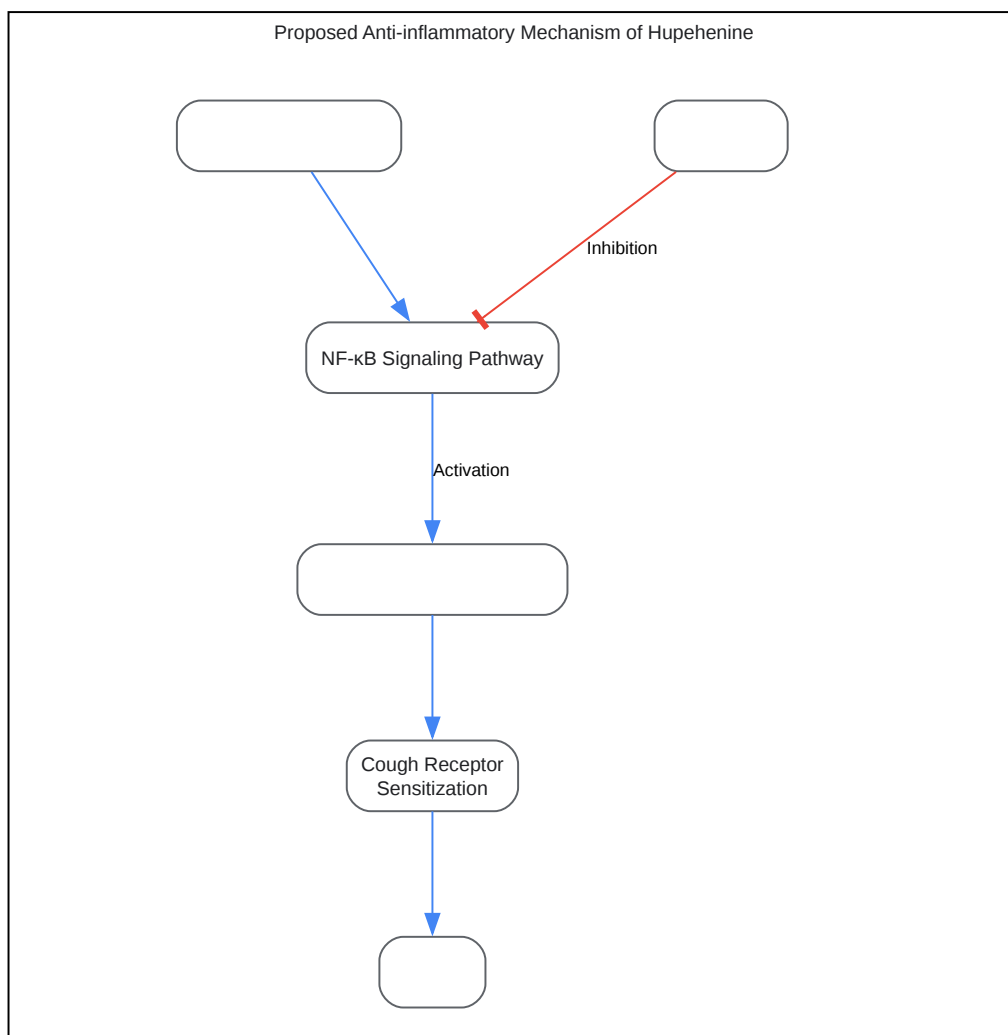 Proposed Anti-inflammatory Mechanism of Hupehenine
Inhibition
NF-κB Signaling Pathway
Activation
Cough Receptor
Sensitization